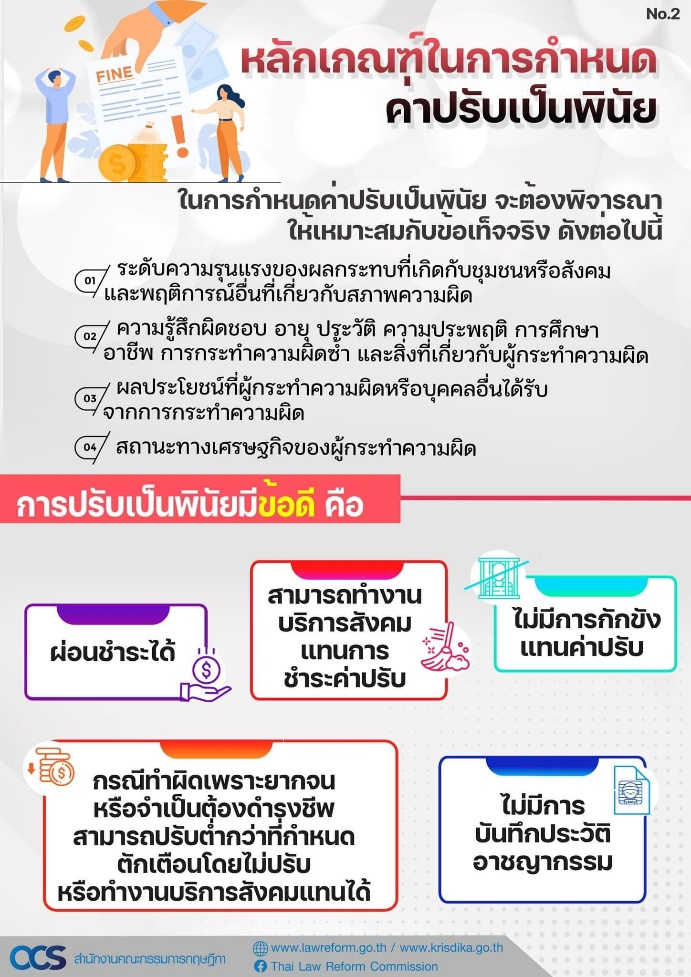 No.2
FINE
หลักเกณฑ์ในการกำหนด
ค่าปรับเป็นพินัย
ในการกำหนดค่าปรับเป็นพินัย จะต้องพิจารณา
ให้เหมาะสมกับข้อเท็จจริง ดังต่อไปนี้
01 ระดับความรุนแรงของผลกระทบที่เกิดกับชุมชนหรือสังคม
และพฤติการณ์อื่นที่เกี่ยวกับสภาพความผิด
02 ความรู้สึกผิดชอบ อายุ ประวัติ ความประพฤติ การศึกษา
อาชีพ การกระทำความผิดซ้ำ และสิ่งที่เกี่ยวกับผู้กระทำความผิด
03 ผลประโยชน์ที่ผู้กระทำความผิดหรือบุคคลอื่นได้รับ
จากการกระทำความผิด
04 สถานะทางเศรษฐกิจของผู้กระทำความผิด
การปรับเป็นพินัยมีข้อดี คือ
ผ่อนชำระได้
สามารถทำงาน
บริการสังคม
แทนการ
ชำระค่าปรับ
ไม่มีการกักขัง
แทนค่าปรับ
กรณีทำผิดเพราะยากจน
หรือจำเป็นต้องดำรงชีพ
สามารถปรับต่ำกว่าที่กำหนด
ตักเตือนโดยไม่ปรับ
หรือทำงานบริการสังคมแทนได้
ไม่มีการ
บันทึกประวัติ
อาชญากรรม
OCS สำนักงานคณะกรรมการกฤษฎีกา
www.lawreform.go.th / www.krisdika.go.th
Thai Law Reform Commission